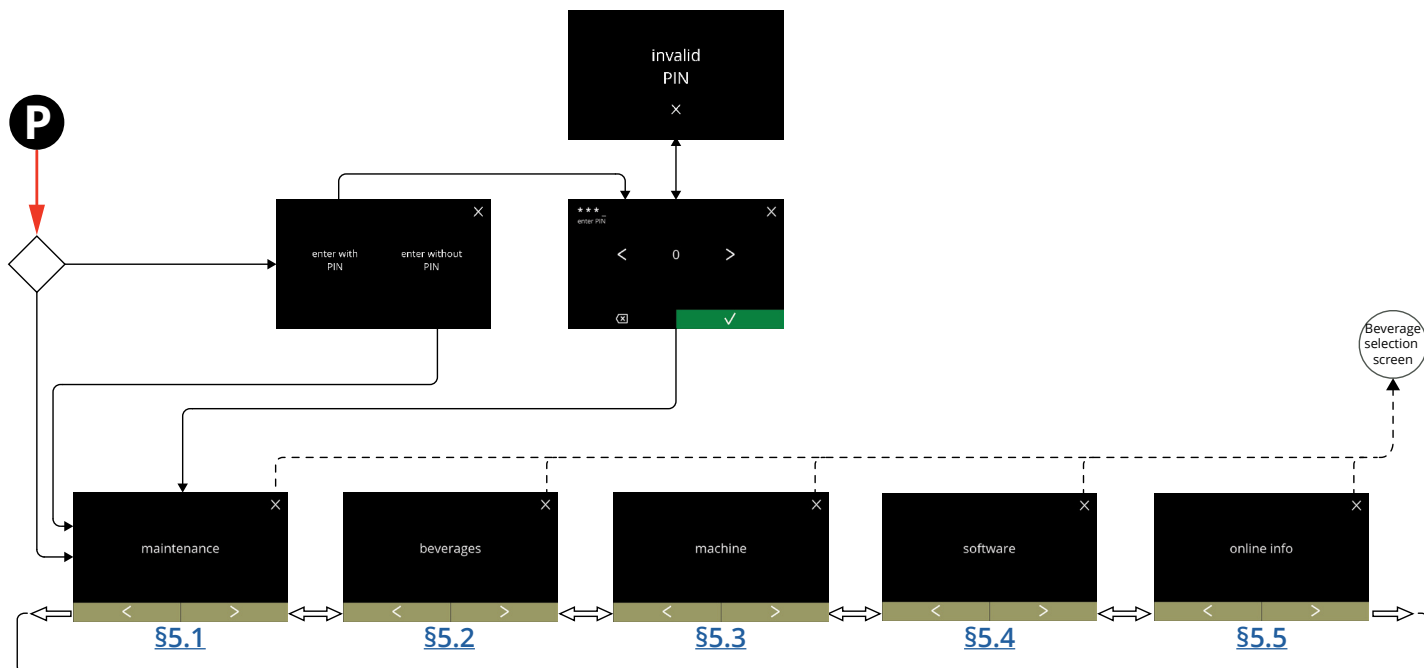 invalid
PIN
P
enter with
PIN
enter without
PIN
***_
enter PIN
0
Beverage
selection
screen
maintenance
beverages
machine
software
online info
§5.1
§5.2
§5.3
§5.4
§5.5